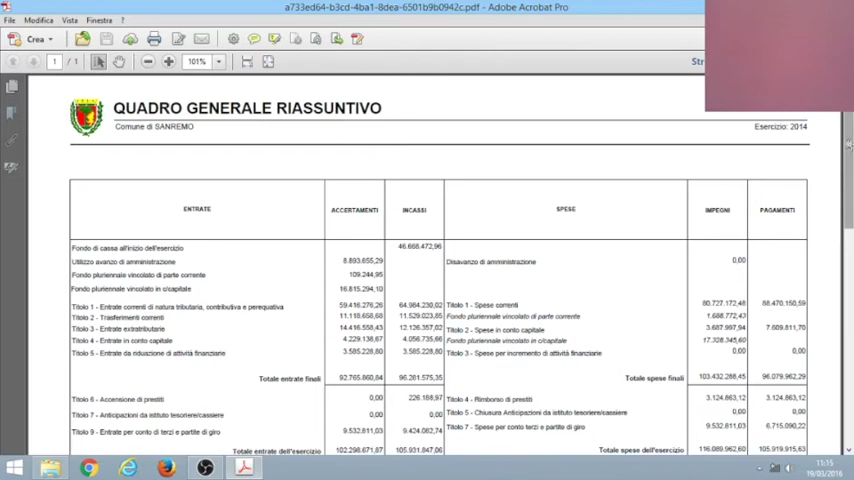 a733ed64-b3cd-4ba1-8dea-6501b9b0942c.pdf - Adobe Acrobat Pro
File Modifica Vista Finestra ?
Crea
1 / 1 101%
QUADRO GENERALE RIASSUNTIVO
Comune di SANREMO Esercizio: 2014
ENTRATE ACCERTAMENTI INCASSI SPESE IMPEGNI PAGAMENTI
Fondo di cassa all'inizio dell'esercizio 46.668.472,96
Utilizzo avanzo di amministrazione 8.893.655,29 Disavanzo di amministrazione 0,00
Fondo pluriennale vincolato di parte corrente 109.244,95
Fondo pluriennale vincolato in c/capitale 16.815.294,10
Titolo 1 - Entrate correnti di natura tributaria, contributiva e perequativa 59.416.276,26 64.984.230,02 Titolo 1 - Spese correnti 80.727.172,48 88.470.150,59
Titolo 2 - Trasferimenti correnti 11.118.658,68 11.529.023,85 Fondo pluriennale vincolato di parte corrente 1.688.772,43
Titolo 3 - Entrate extratributarie 14.416.558,43 12.126.357,02 Titolo 2 - Spese in conto capitale 3.687.997,94 7.609.811,70
Titolo 4 - Entrate in conto capitale 4.229.138,67 4.056.735,66 Fondo pluriennale vincolato in c/capitale 17.328.345,60
Titolo 5 - Entrate da riduzione di attività finanziarie 3.585.228,80 3.585.228,80 Titolo 3 - Spese per incremento di attività finanziarie 0,00 0,00
Totale entrate finali 92.765.860,84 96.281.575,35 Totale spese finali 103.432.288,45 96.079.962,29
Titolo 6 - Accensione di prestiti 0,00 226.188,97 Titolo 4 - Rimborso di prestiti 3.124.863,12 3.124.863,12
Titolo 7 - Anticipazioni da istituto tesoriere/cassiere 0,00 0,00 Titolo 5 - Chiusura Anticipazioni da istituto tesoriere/cassiere 0,00 0,00
Titolo 9 - Entrate per conto di terzi e partite di giro 9.532.811,03 9.424.082,74 Titolo 7 - Spese per conto terzi e partite di giro 9.532.811,03 6.715.090,22
Totale entrate dell'esercizio 102.298.671,87 105.931.847,06 Totale spese dell'esercizio 116.089.962,60 105.919.915,63
11:15
19/03/2016